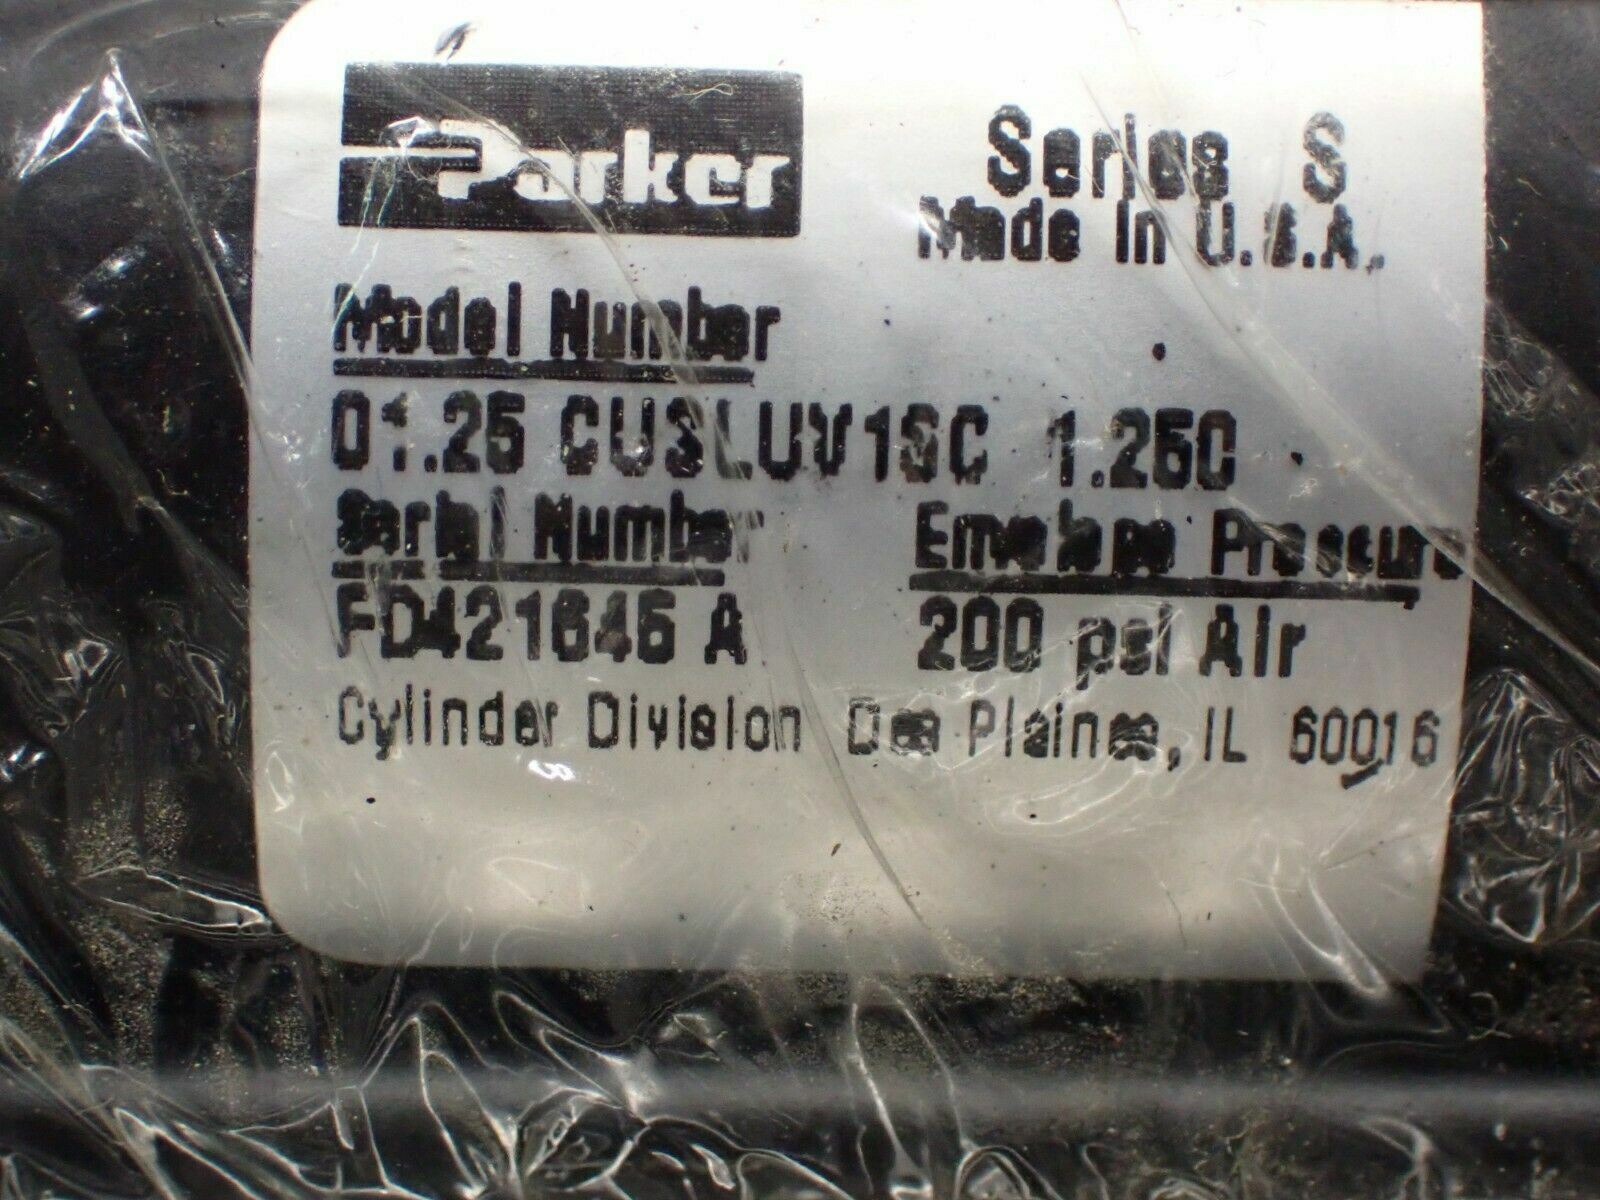 Parker
Series S
Made In U.S.A.
Model Number
01.25 CUSLUV19C 1.250
Serial Number
Envelope Pressure
FD421646 A
200 psi Air
Cylinder Division Des Plaines, IL 60016